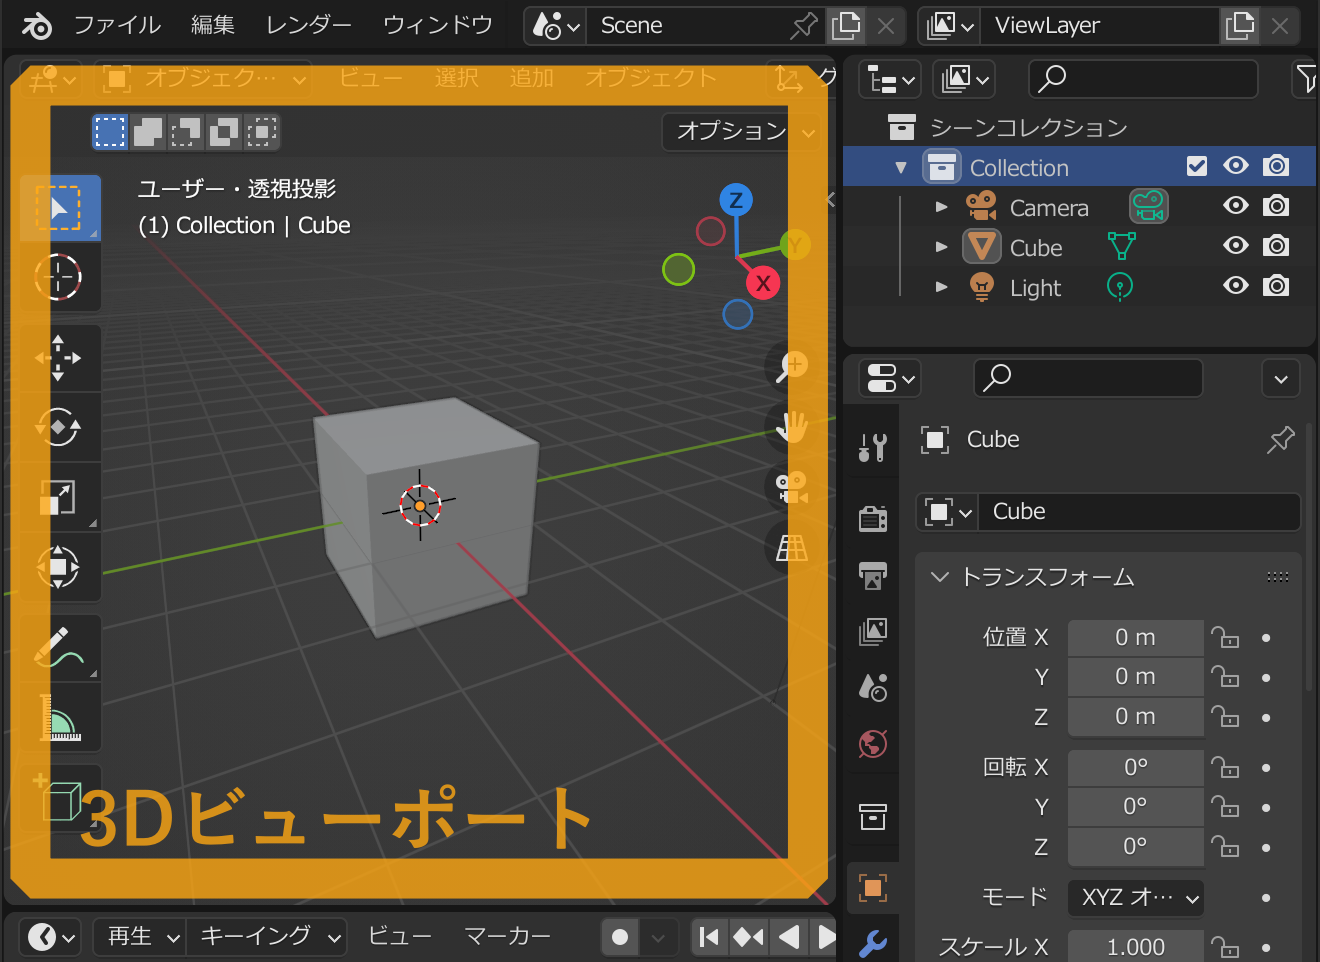 ファイル 編集 レンダー ウィンドウ Scene ViewLayer
オブジェク… ビュー 選択 追加 オブジェクト グ
オプション
ユーザー・透視投影
(1) Collection | Cube
Z
Y
X
3Dビューポート
再生 キーイング ビュー マーカー
シーンコレクション
Collection
Camera
Cube
Light
Cube
Cube
トランスフォーム
位置 X 0 m
Y 0 m
Z 0 m
回転 X 0°
Y 0°
Z 0°
モード XYZ オ…
スケール X 1.000